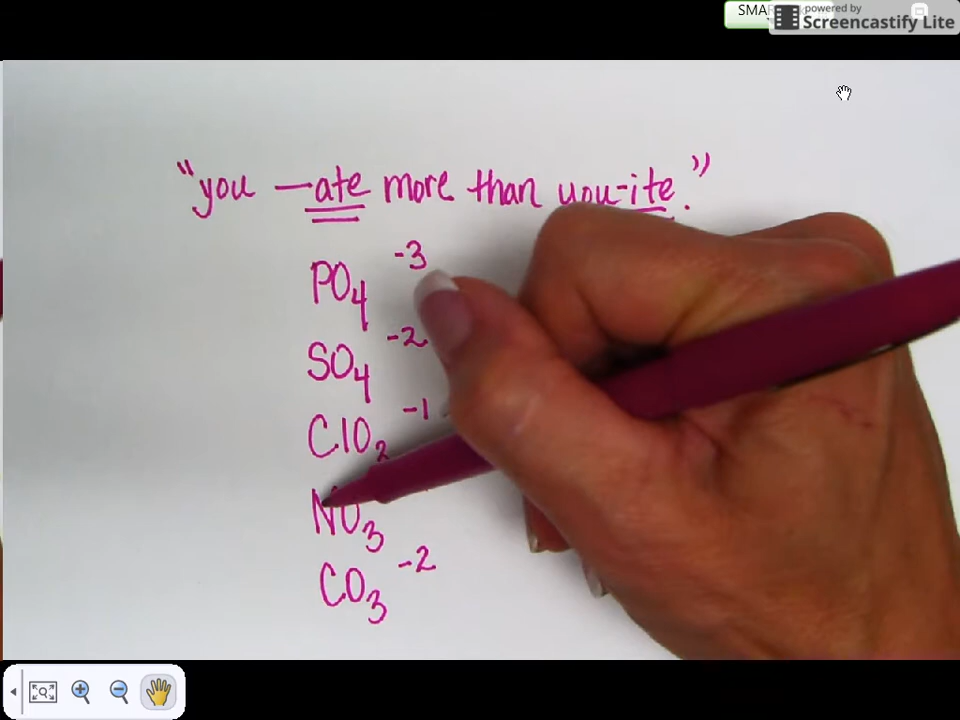 SMA
powered by
Screencastify Lite
"you —ate more than you-ite."
PO4 -3
SO4 -2
ClO2 -1
NO3
CO3 -2